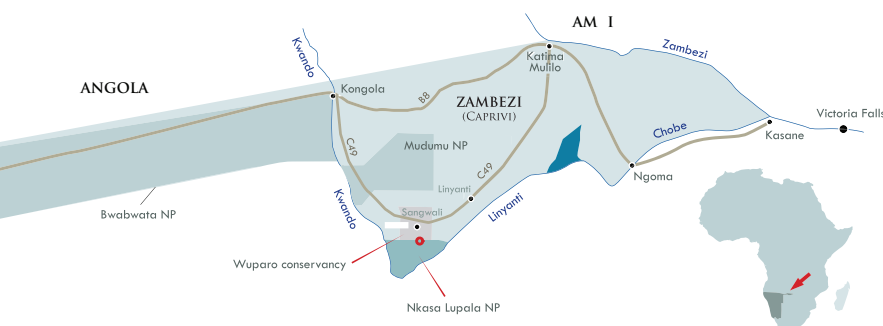 AM I
Zambezi
Kwando
ANGOLA
Katima
Mulilo
Kongola
B8
ZAMBEZI
(CAPRIVI)
Victoria Falls
Chobe
Kasane
C49
Mudumu NP
C49
Ngoma
Linyanti
Kwando
Linyanti
Sangwali
Bwabwata NP
Wuparo conservancy
Nkasa Lupala NP